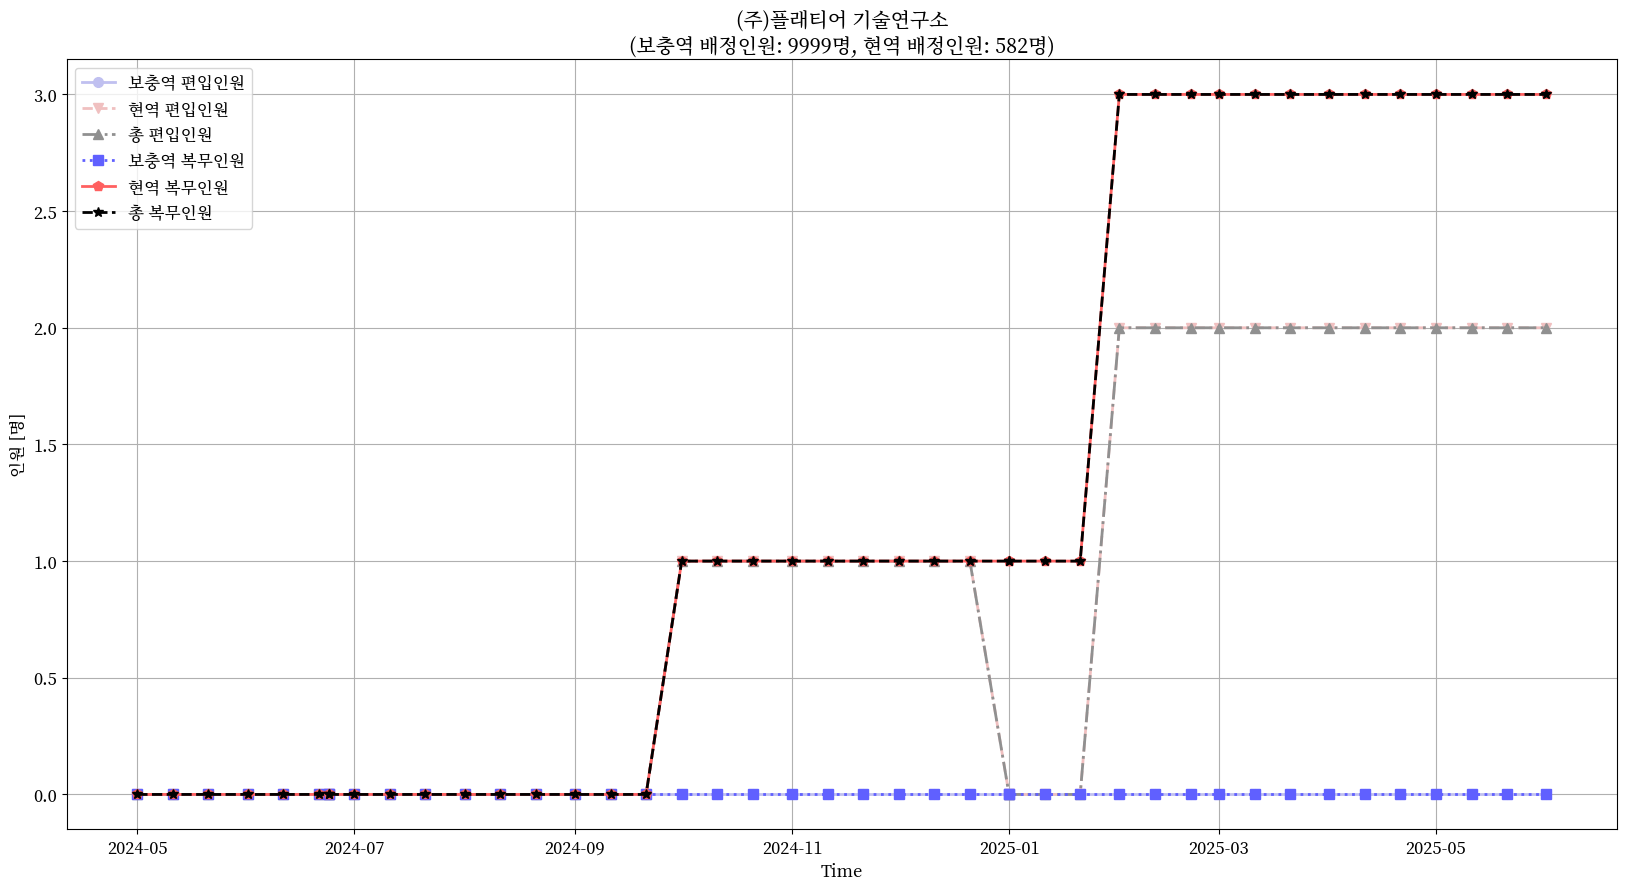 (주)플래티어 기술연구소
(보충역 배정인원: 9999명, 현역 배정인원: 582명)
보충역 편입인원
현역 편입인원
총 편입인원
보충역 복무인원
현역 복무인원
총 복무인원
3.0
2.5
2.0
1.5
1.0
0.5
0.0
인원 [명]
2024-05 2024-07 2024-09 2024-11 2025-01 2025-03 2025-05
Time